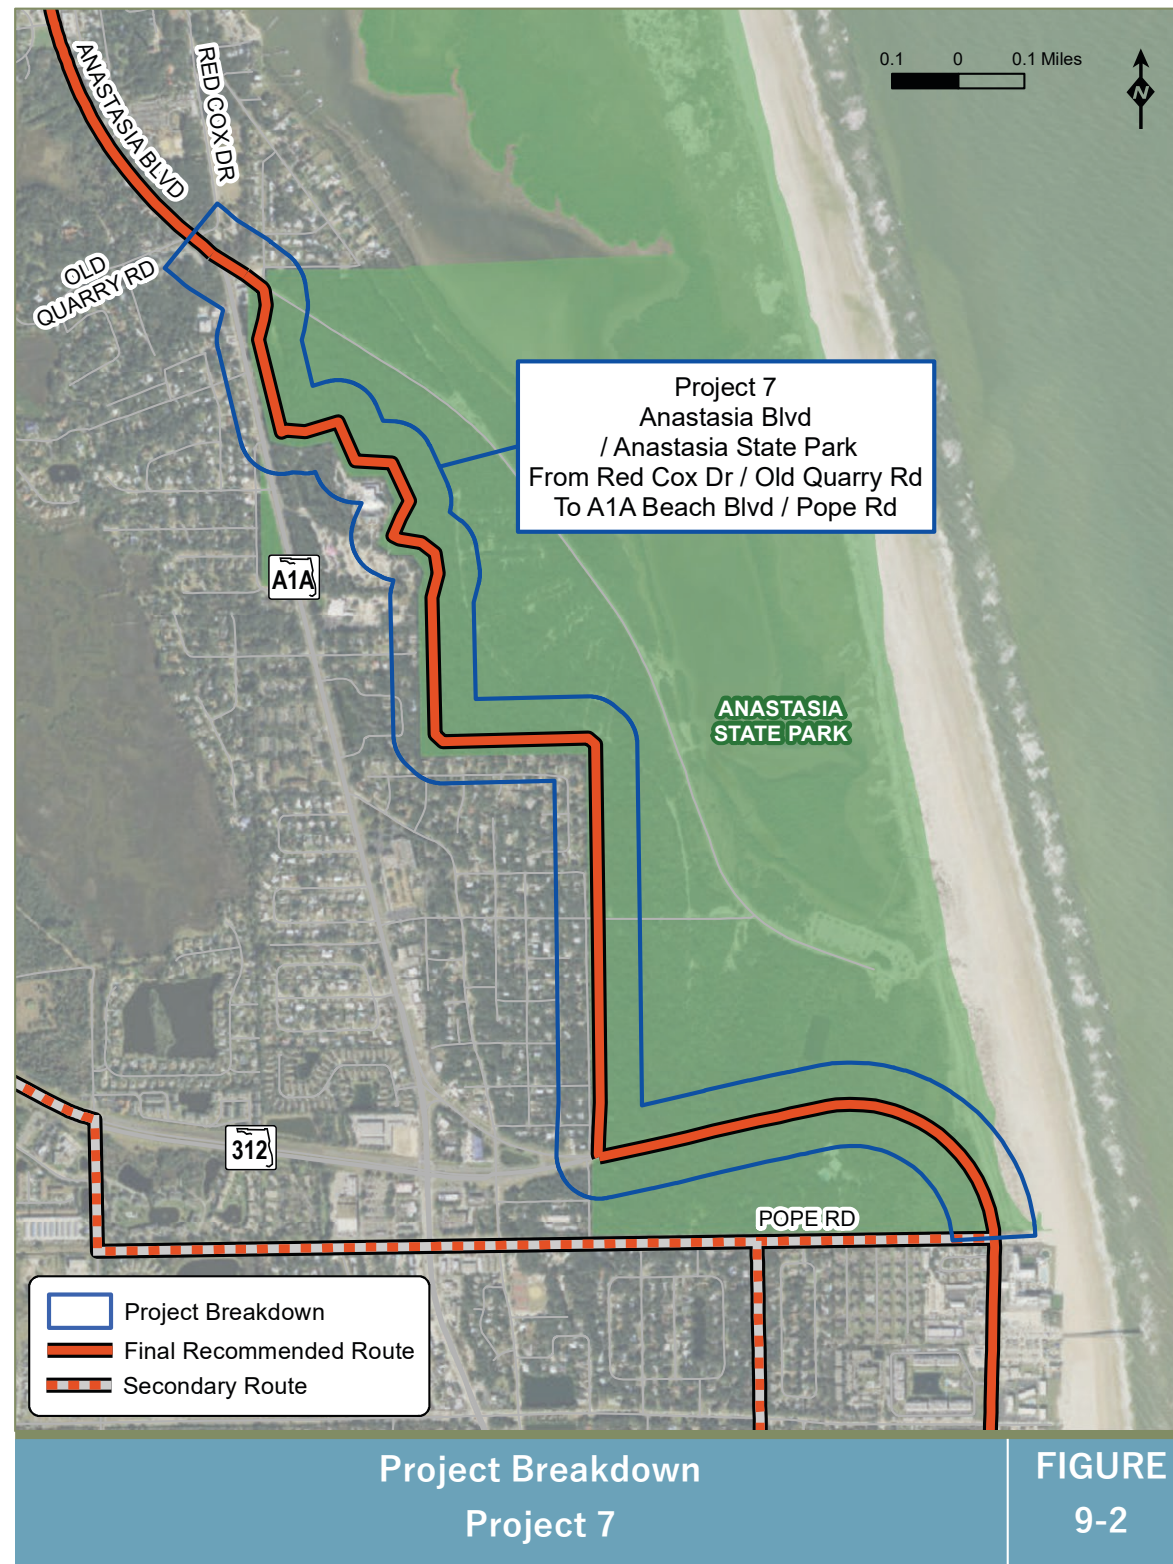 ANASTASIA BLVD
RED COX DR
0.1 0 0.1 Miles
N
OLD
QUARRY RD
Project 7
Anastasia Blvd
/ Anastasia State Park
From Red Cox Dr / Old Quarry Rd
To A1A Beach Blvd / Pope Rd
A1A
ANASTASIA
STATE PARK
312
POPE RD
Project Breakdown
Final Recommended Route
Secondary Route
Project Breakdown
Project 7
FIGURE
9-2